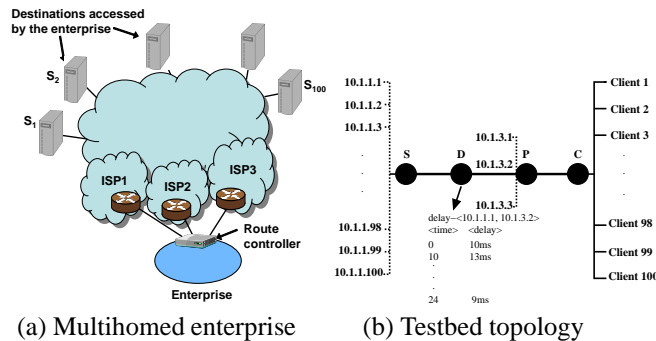 Destinations accessed
by the enterprise
S2
S1
S100
ISP1
ISP2
ISP3
Route
controller
Enterprise
(a) Multihomed enterprise
10.1.1.1
10.1.1.2
10.1.1.3
.
.
.
10.1.1.98
10.1.1.99
10.1.1.100
S
D
P
C
10.1.3.1
10.1.3.2
10.1.3.3
delay-<10.1.1.1, 10.1.3.2>
<time> <delay>
0 10ms
10 13ms
.
.
.
24 9ms
Client 1
Client 2
Client 3
.
.
.
Client 98
Client 99
Client 100
(b) Testbed topology